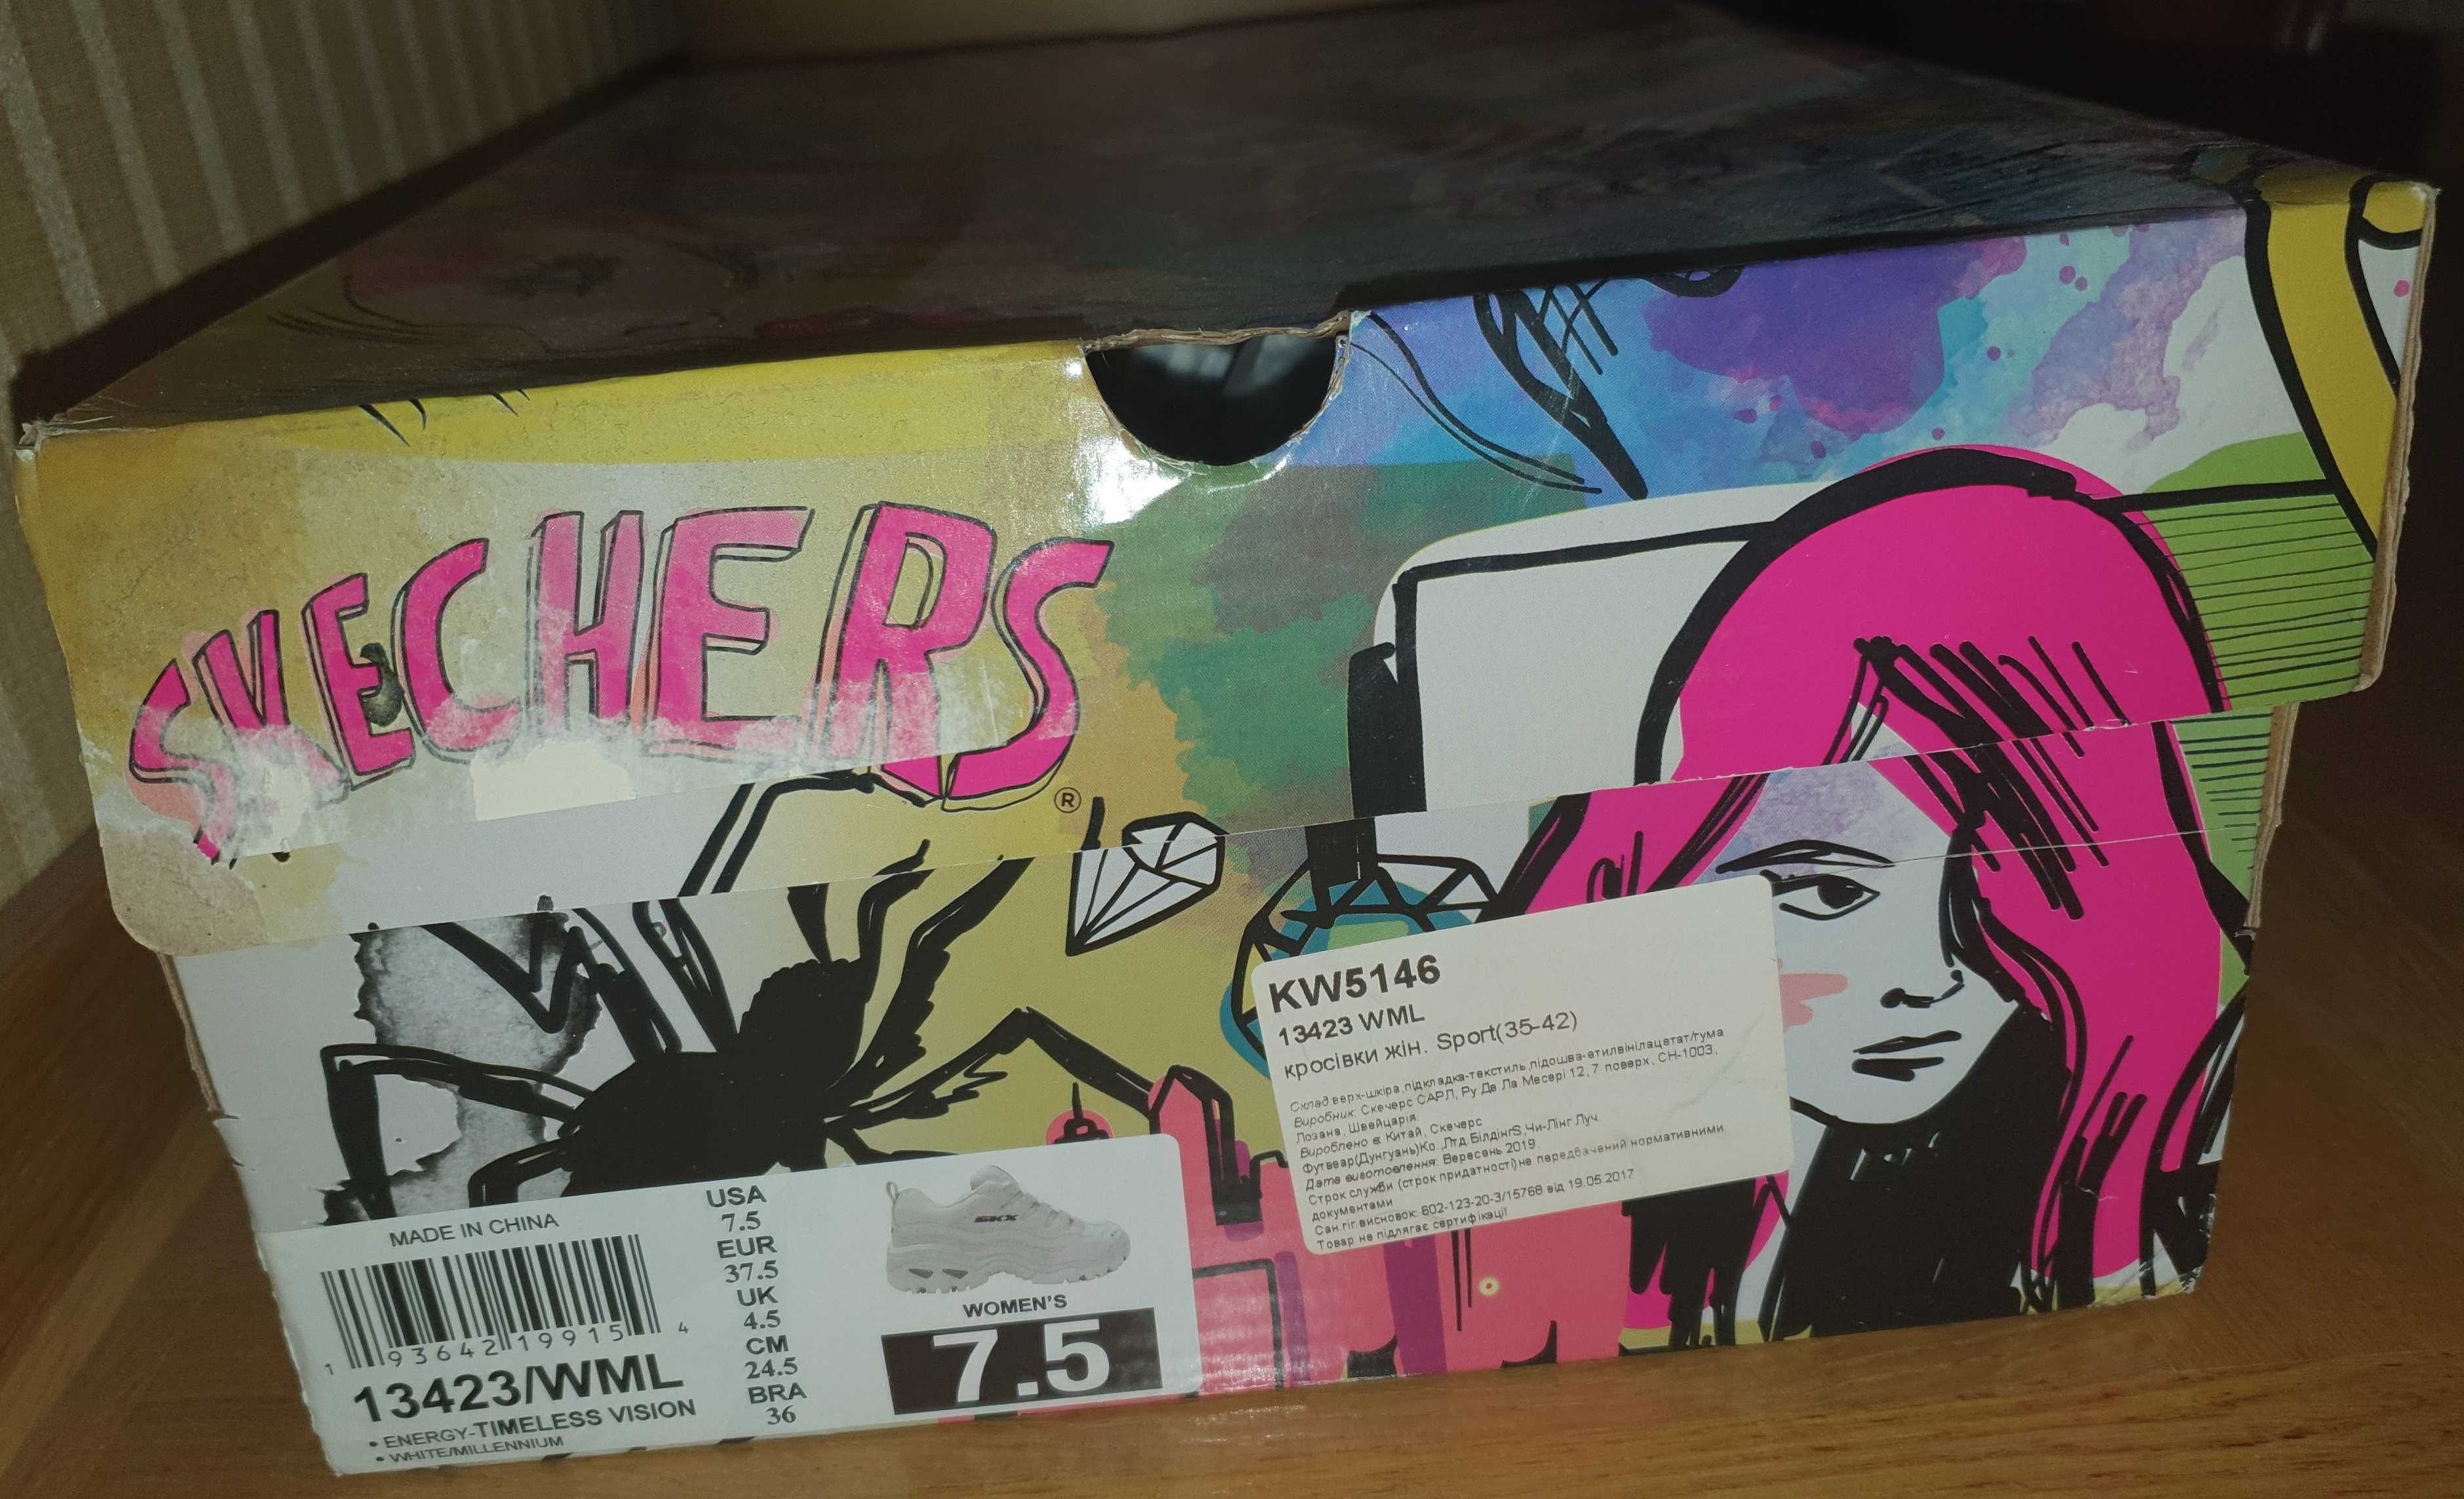 SKECHERS
®
KW5146
13423 WML
кросівки жін. Sport(35-42)
Склад:верх-шкіра,підкладка-текстиль,підошва-етилвінілацетат/гума
Виробник: Скечерс САРЛ, Ру Де Ла Месері 12,7 поверх, CH-1003,
Лозана, Швейцарія.
Вироблено в: Китай, Скечерс
Футвеар(Дунгуань)Ко.,Лтд.БілдінгS,Чи-Лінг Луч.
Дата виготовлення: Вересень 2019.
Строк служби (строк придатності)не передбачений нормативними
документами
Сан гіг.висновок: 602-123-20-3/15768 від 19.05.2017
Товар не підлягає сертифікації
MADE IN CHINA
1 93642 19915 4
13423/WML
• ENERGY-TIMELESS VISION
• WHITE/MILLENNIUM
USA
7.5
EUR
37.5
UK
4.5
CM
24.5
BRA
36
SKX
WOMEN'S
7.5